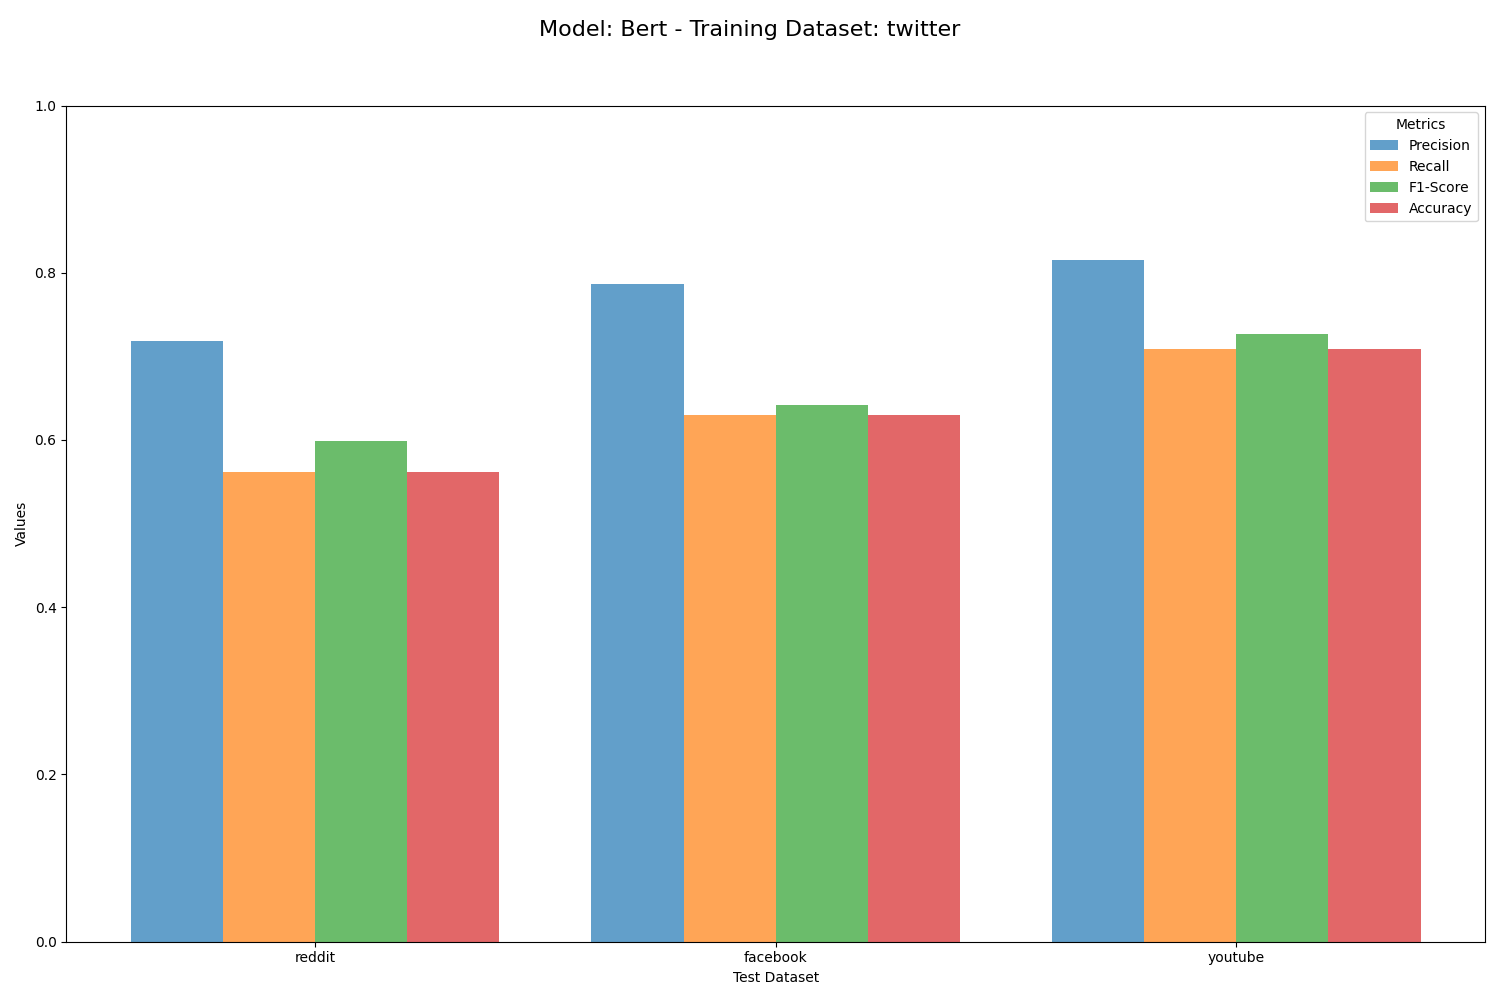 Model: Bert - Training Dataset: twitter
1.0
0.8
0.6
0.4
0.2
0.0
Values
Metrics
Precision
Recall
F1-Score
Accuracy
reddit
facebook
youtube
Test Dataset